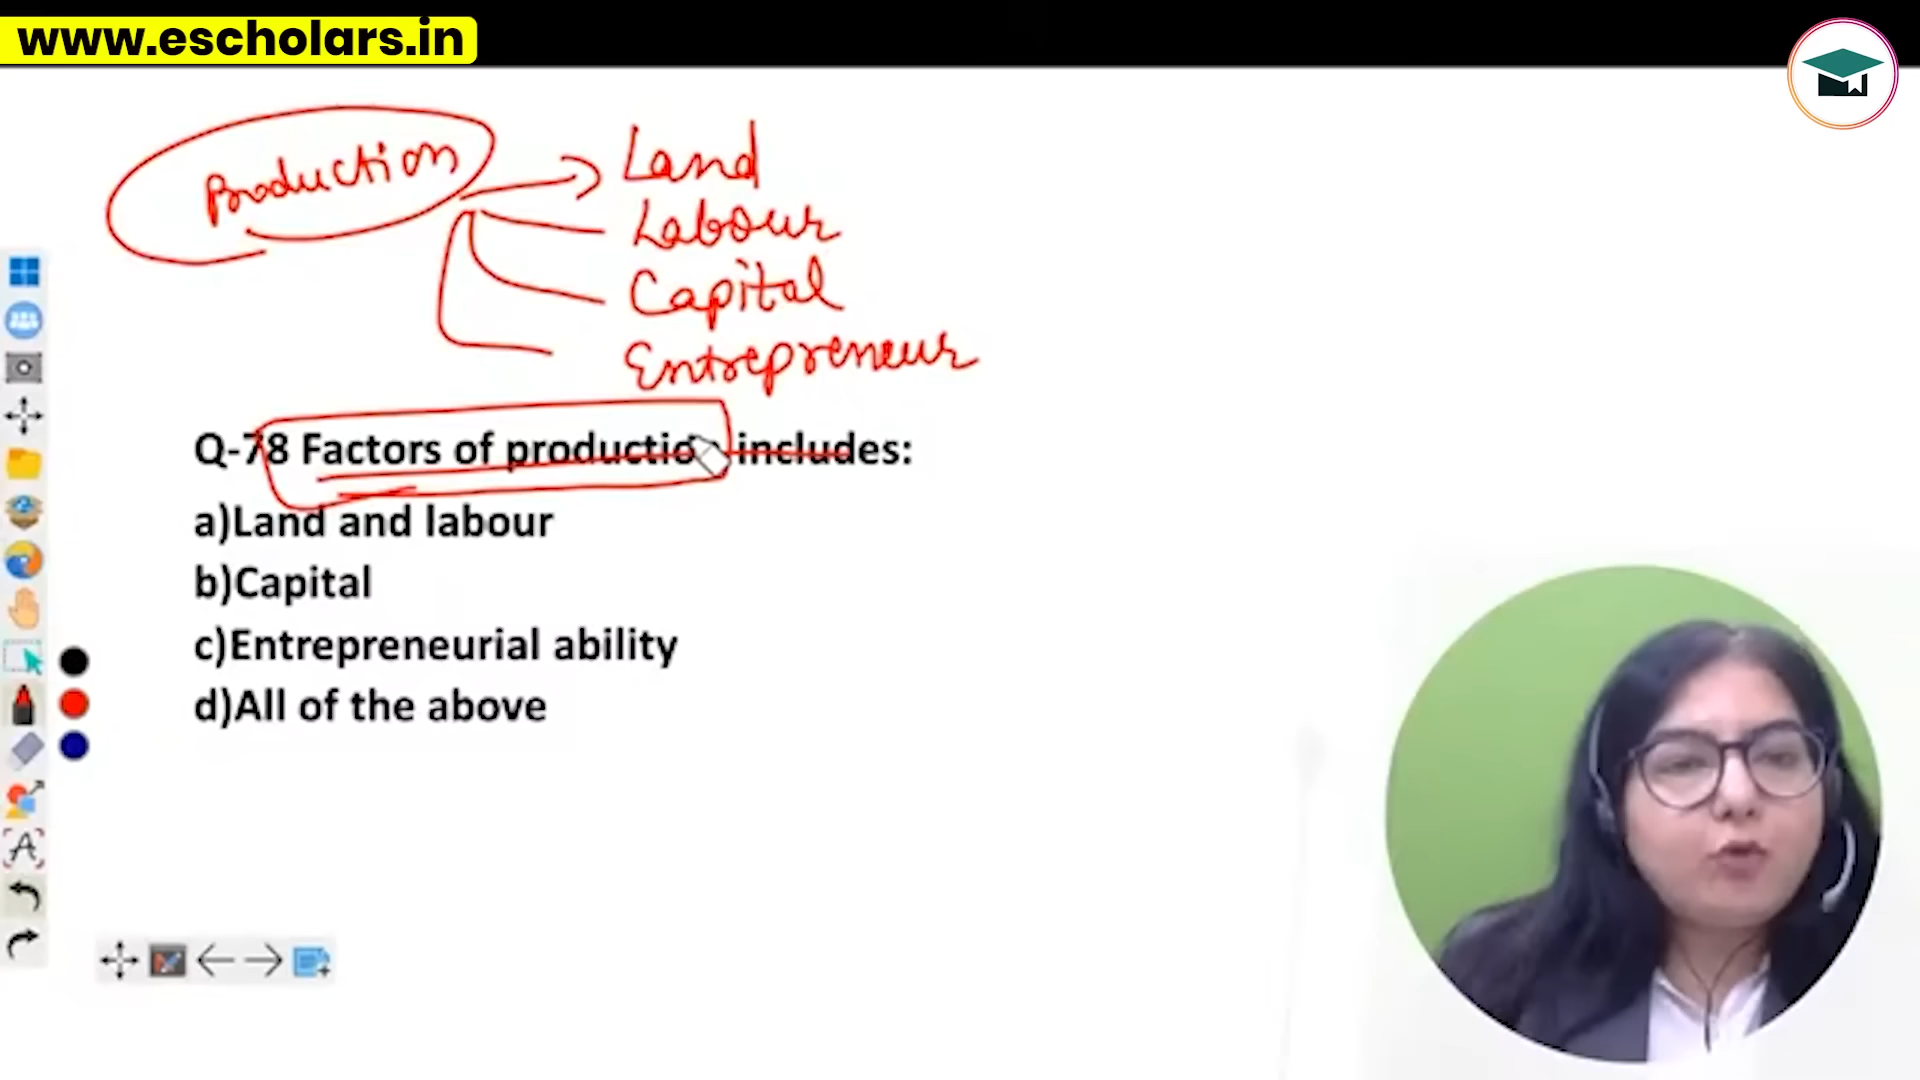 www.escholars.in
Production
Land
Labour
Capital
Entrepreneur
Q-78 Factors of production includes:
a)Land and labour
b)Capital
c)Entrepreneurial ability
d)All of the above